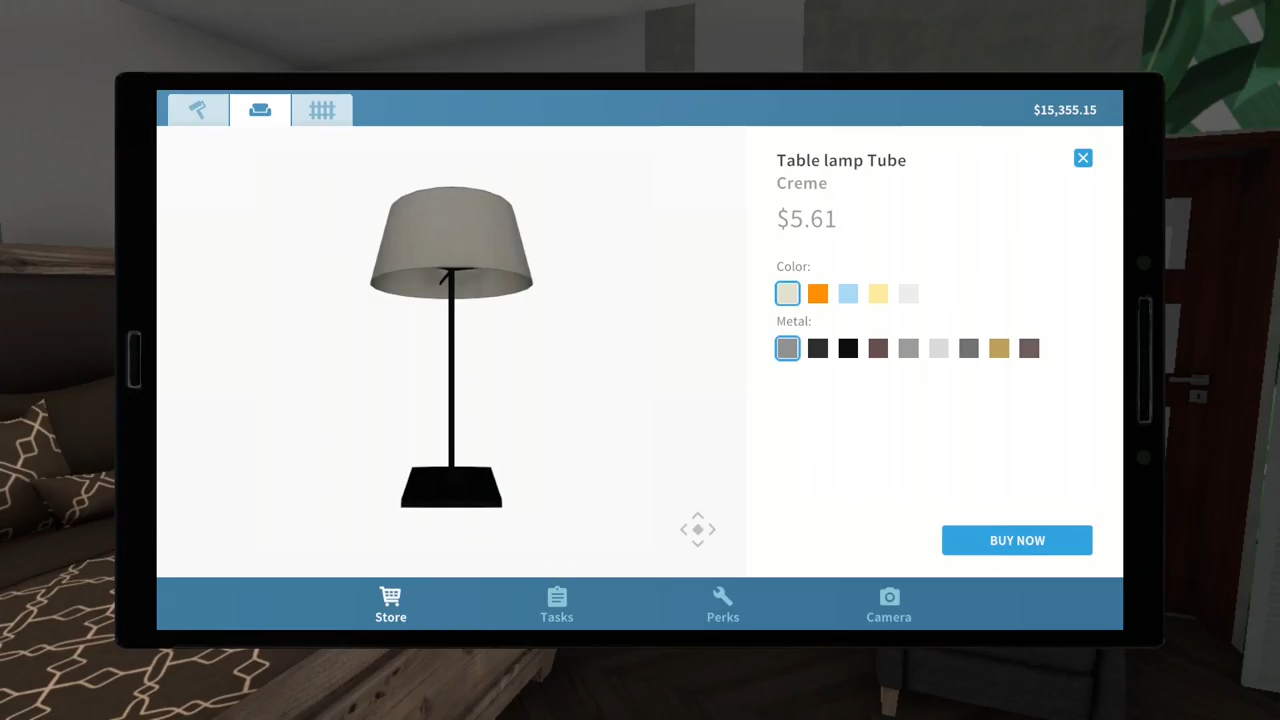 $15,355.15
Table lamp Tube
Creme
$5.61
Color:
Metal:
BUY NOW
Store
Tasks
Perks
Camera